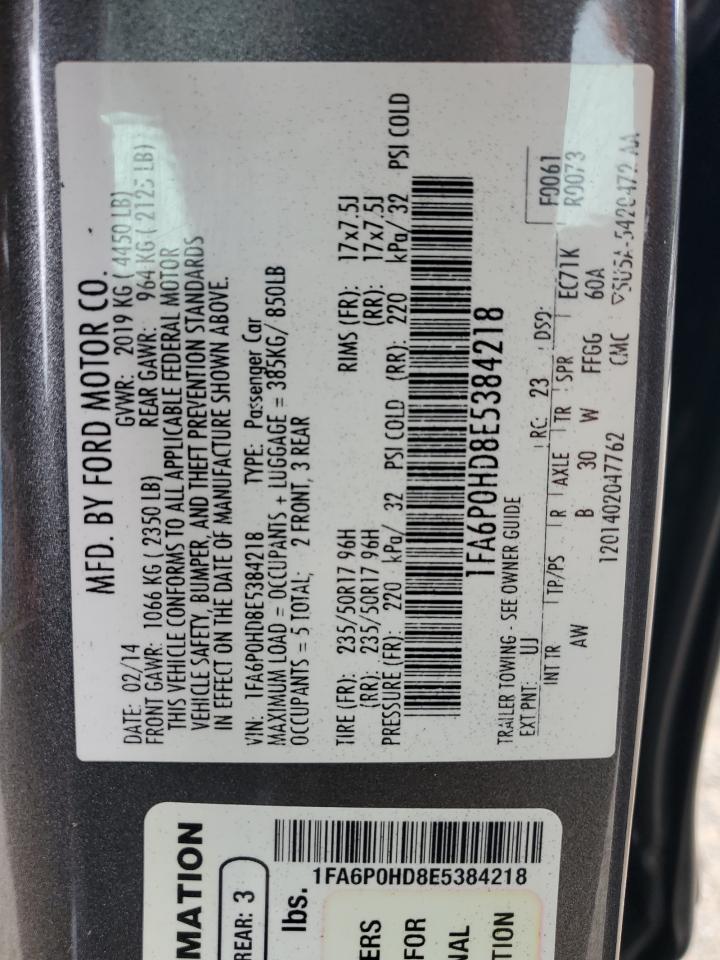 MFD. BY FORD MOTOR CO.
DATE: 02/14 GVWR: 2019 KG ( 4450 LB)
FRONT GAWR: 1066 KG ( 2350 LB) REAR GAWR: 964 KG ( 2125 LB)
THIS VEHICLE CONFORMS TO ALL APPLICABLE FEDERAL MOTOR
VEHICLE SAFETY, BUMPER, AND THEFT PREVENTION STANDARDS
IN EFFECT ON THE DATE OF MANUFACTURE SHOWN ABOVE.
VIN: 1FA6P0HD8E5384218 TYPE: Passenger Car
MAXIMUM LOAD = OCCUPANTS + LUGGAGE = 385KG/ 850LB
OCCUPANTS = 5 TOTAL; 2 FRONT, 3 REAR
TIRE (FR): 235/50R17 96H RIMS (FR): 17x7.5J
(RR): 235/50R17 96H (RR): 17x7.5J
PRESSURE (FR): 220 kPa/ 32 PSI COLD (RR): 220 kPa/ 32 PSI COLD
1FA6P0HD8E5384218
TRAILER TOWING - SEE OWNER GUIDE F0061
EXT PNT: UJ RC: 23 DSO: R0073
INT TR TP/PS R AXLE TR SPR EC71K
AW B 30 W FFGG 60A
1201402047762 CMC 5U5A-5420472-AA
MATION
REAR: 3
lbs.
1FA6P0HD8E5384218
ERS
FOR
NAL
TION